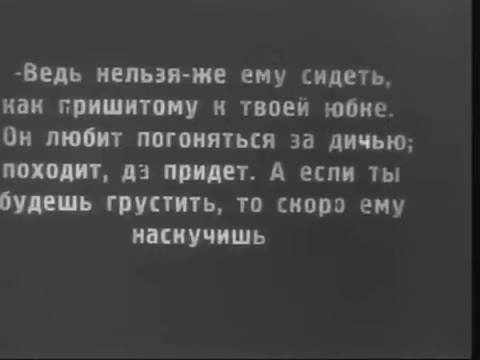 -Ведь нельзя-же ему сидеть,
как пришитому к твоей юбке.
Он любит погоняться за дичью;
походит, да придет. А если ты
будешь грустить, то скоро ему
наскучишь